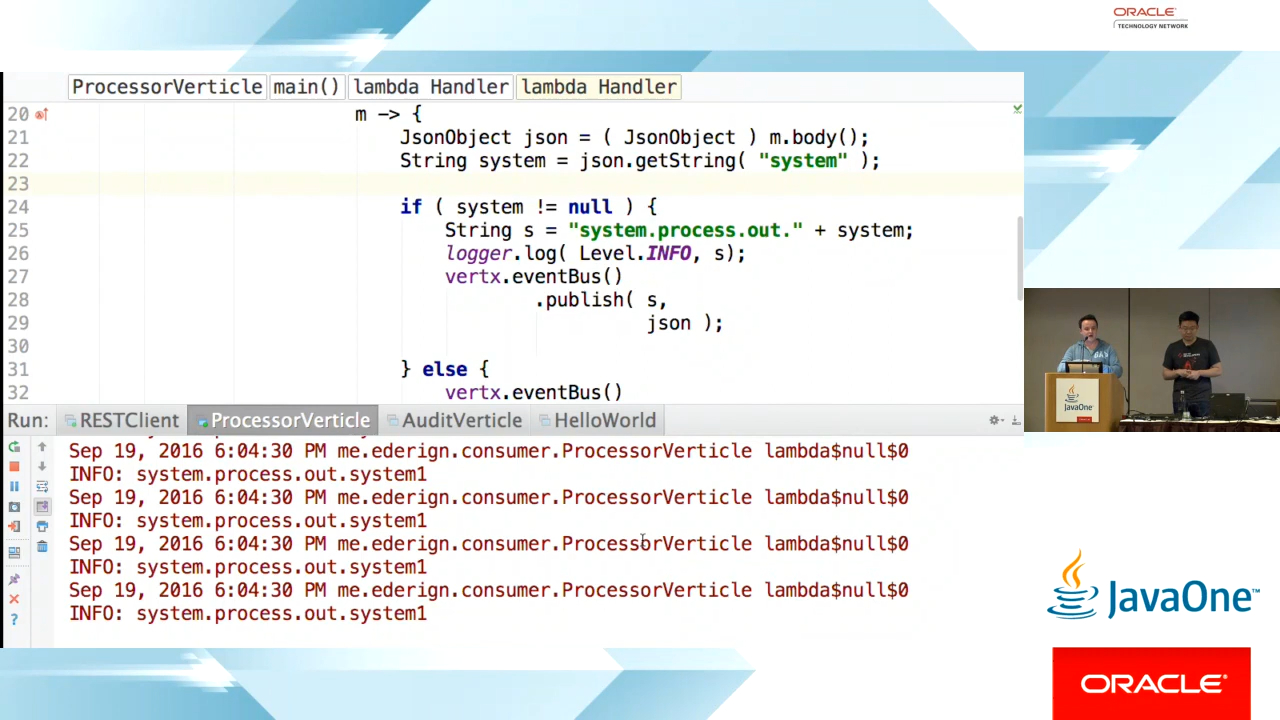 ORACLE
TECHNOLOGY NETWORK
ProcessorVerticle main() lambda Handler lambda Handler
20 m -> {
21 JsonObject json = ( JsonObject ) m.body();
22 String system = json.getString( "system" );
23
24 if ( system != null ) {
25 String s = "system.process.out." + system;
26 logger.log( Level.INFO, s);
27 vertx.eventBus()
28 .publish( s,
29 json );
30
31 } else {
32 vertx.eventBus()
Run: RESTClient ProcessorVerticle AuditVerticle HelloWorld
Sep 19, 2016 6:04:30 PM me.ederign.consumer.ProcessorVerticle lambda$null$0
INFO: system.process.out.system1
Sep 19, 2016 6:04:30 PM me.ederign.consumer.ProcessorVerticle lambda$null$0
INFO: system.process.out.system1
Sep 19, 2016 6:04:30 PM me.ederign.consumer.ProcessorVerticle lambda$null$0
INFO: system.process.out.system1
Sep 19, 2016 6:04:30 PM me.ederign.consumer.ProcessorVerticle lambda$null$0
INFO: system.process.out.system1
JavaOne
JavaOne™
ORACLE®